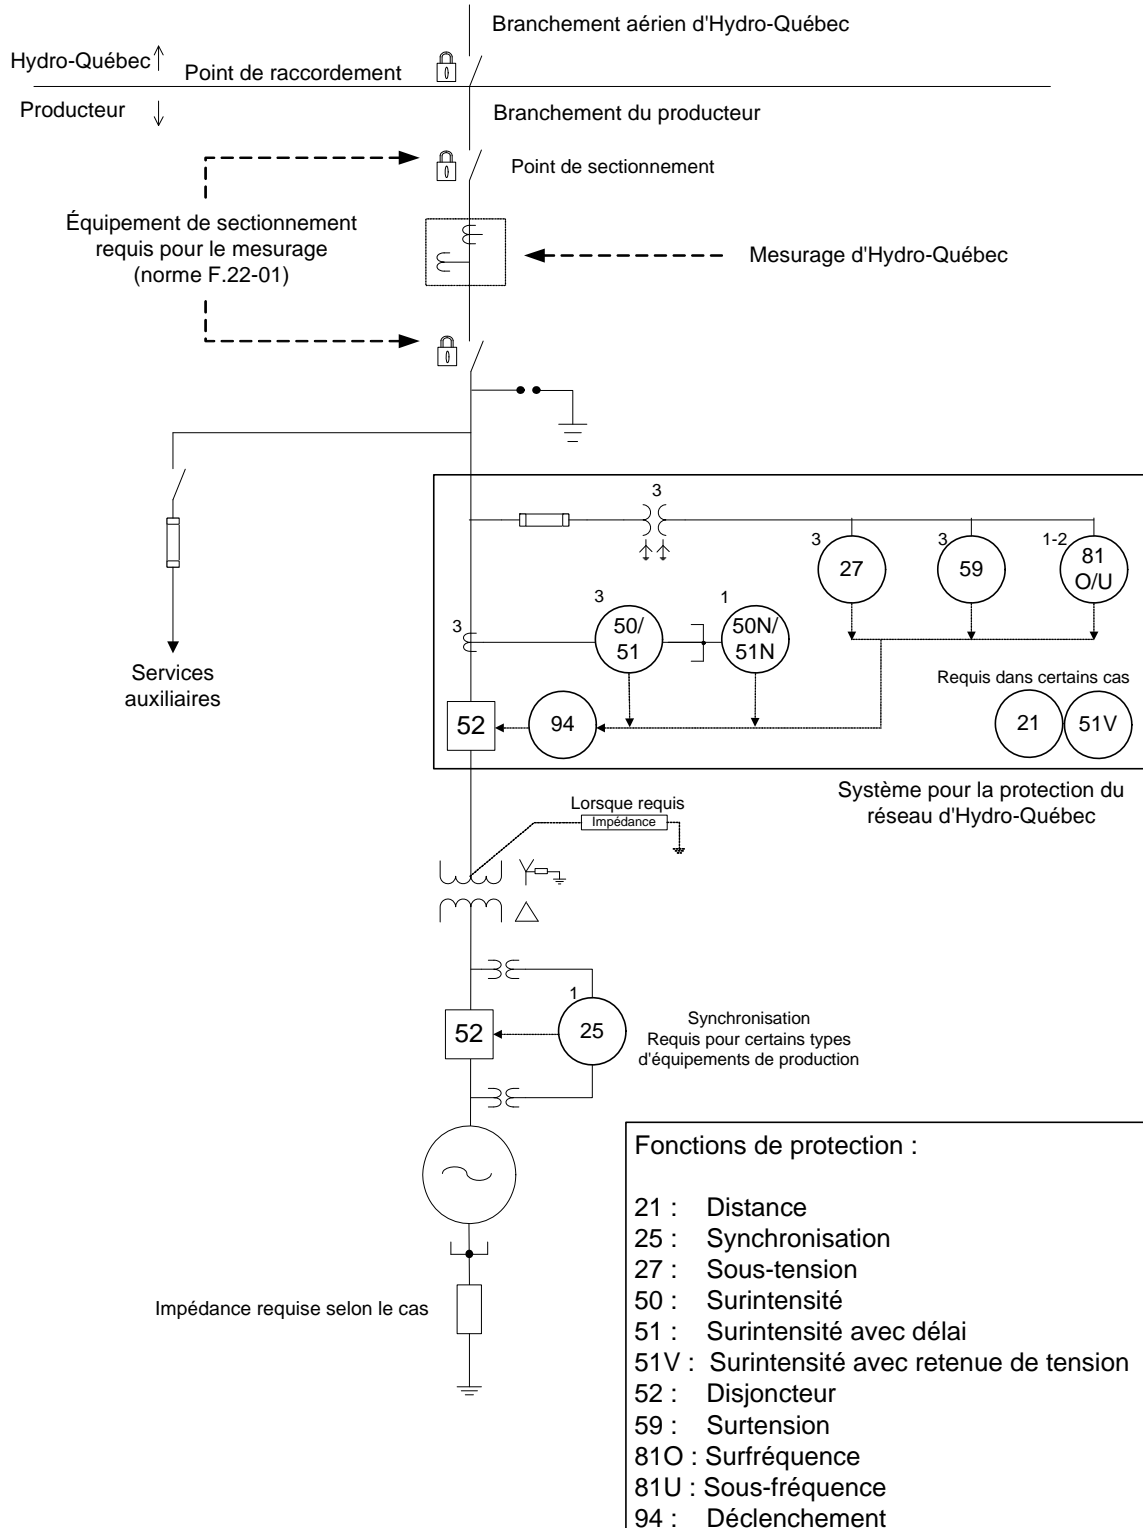 Branchement aérien d'Hydro-Québec
Hydro-Québec
Point de raccordement
Producteur
Branchement du producteur
Point de sectionnement
Équipement de sectionnement
requis pour le mesurage
(norme F.22-01)
Mesurage d'Hydro-Québec
3
3
27
3
59
1-2
81
O/U
3
3
50/
51
1
50N/
51N
Services
auxiliaires
52
94
Requis dans certains cas
21
51V
Système pour la protection du
réseau d'Hydro-Québec
Lorsque requis
Impédance
52
1
25
Synchronisation
Requis pour certains types
d'équipements de production
Impédance requise selon le cas
Fonctions de protection :
21 : Distance
25 : Synchronisation
27 : Sous-tension
50 : Surintensité
51 : Surintensité avec délai
51V : Surintensité avec retenue de tension
52 : Disjoncteur
59 : Surtension
81O : Surfréquence
81U : Sous-fréquence
94 : Déclenchement